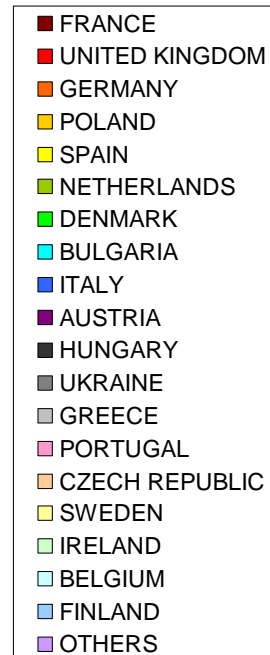 FRANCE
UNITED KINGDOM
GERMANY
POLAND
SPAIN
NETHERLANDS
DENMARK
BULGARIA
ITALY
AUSTRIA
HUNGARY
UKRAINE
GREECE
PORTUGAL
CZECH REPUBLIC
SWEDEN
IRELAND
BELGIUM
FINLAND
OTHERS